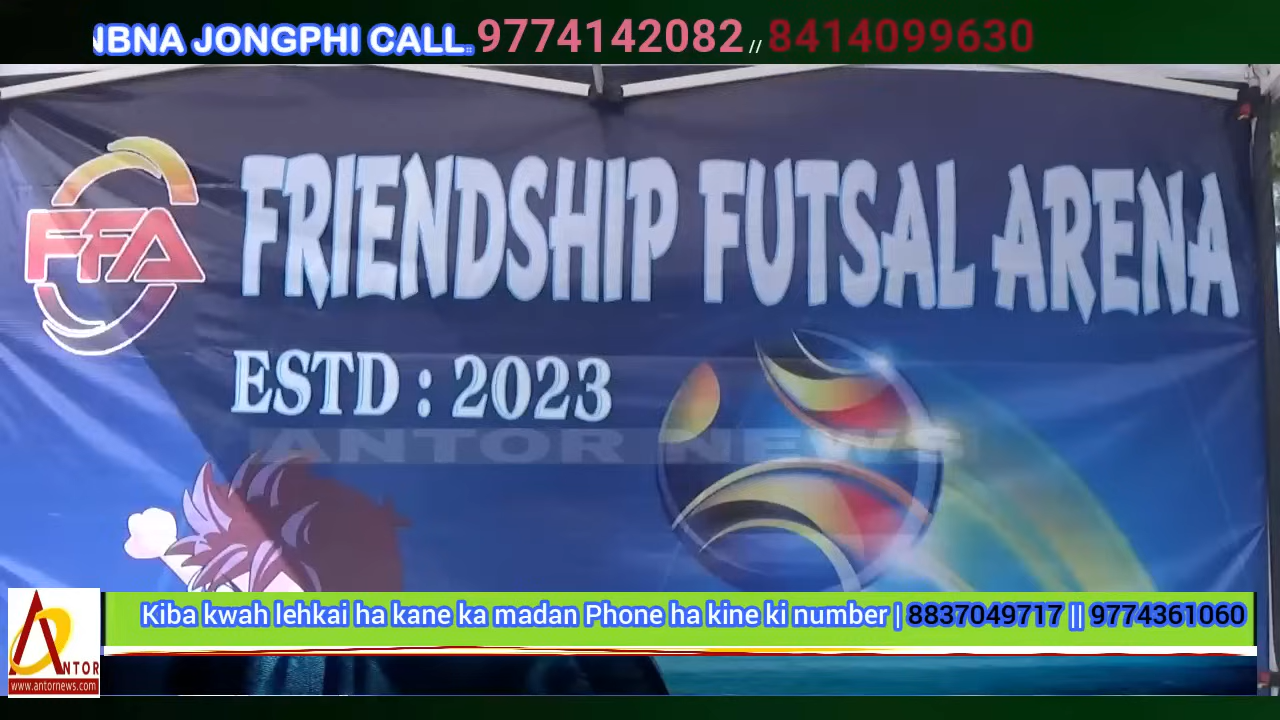 NBNA JONGPHI CALL:: 9774142082 // 8414099630
FFA
FRIENDSHIP FUTSAL ARENA
ESTD : 2023
ANTOR NEWS
Kiba kwah lehkai ha kane ka madan Phone ha kine ki number | 8837049717 || 9774361060
ANTOR
www.antornews.com